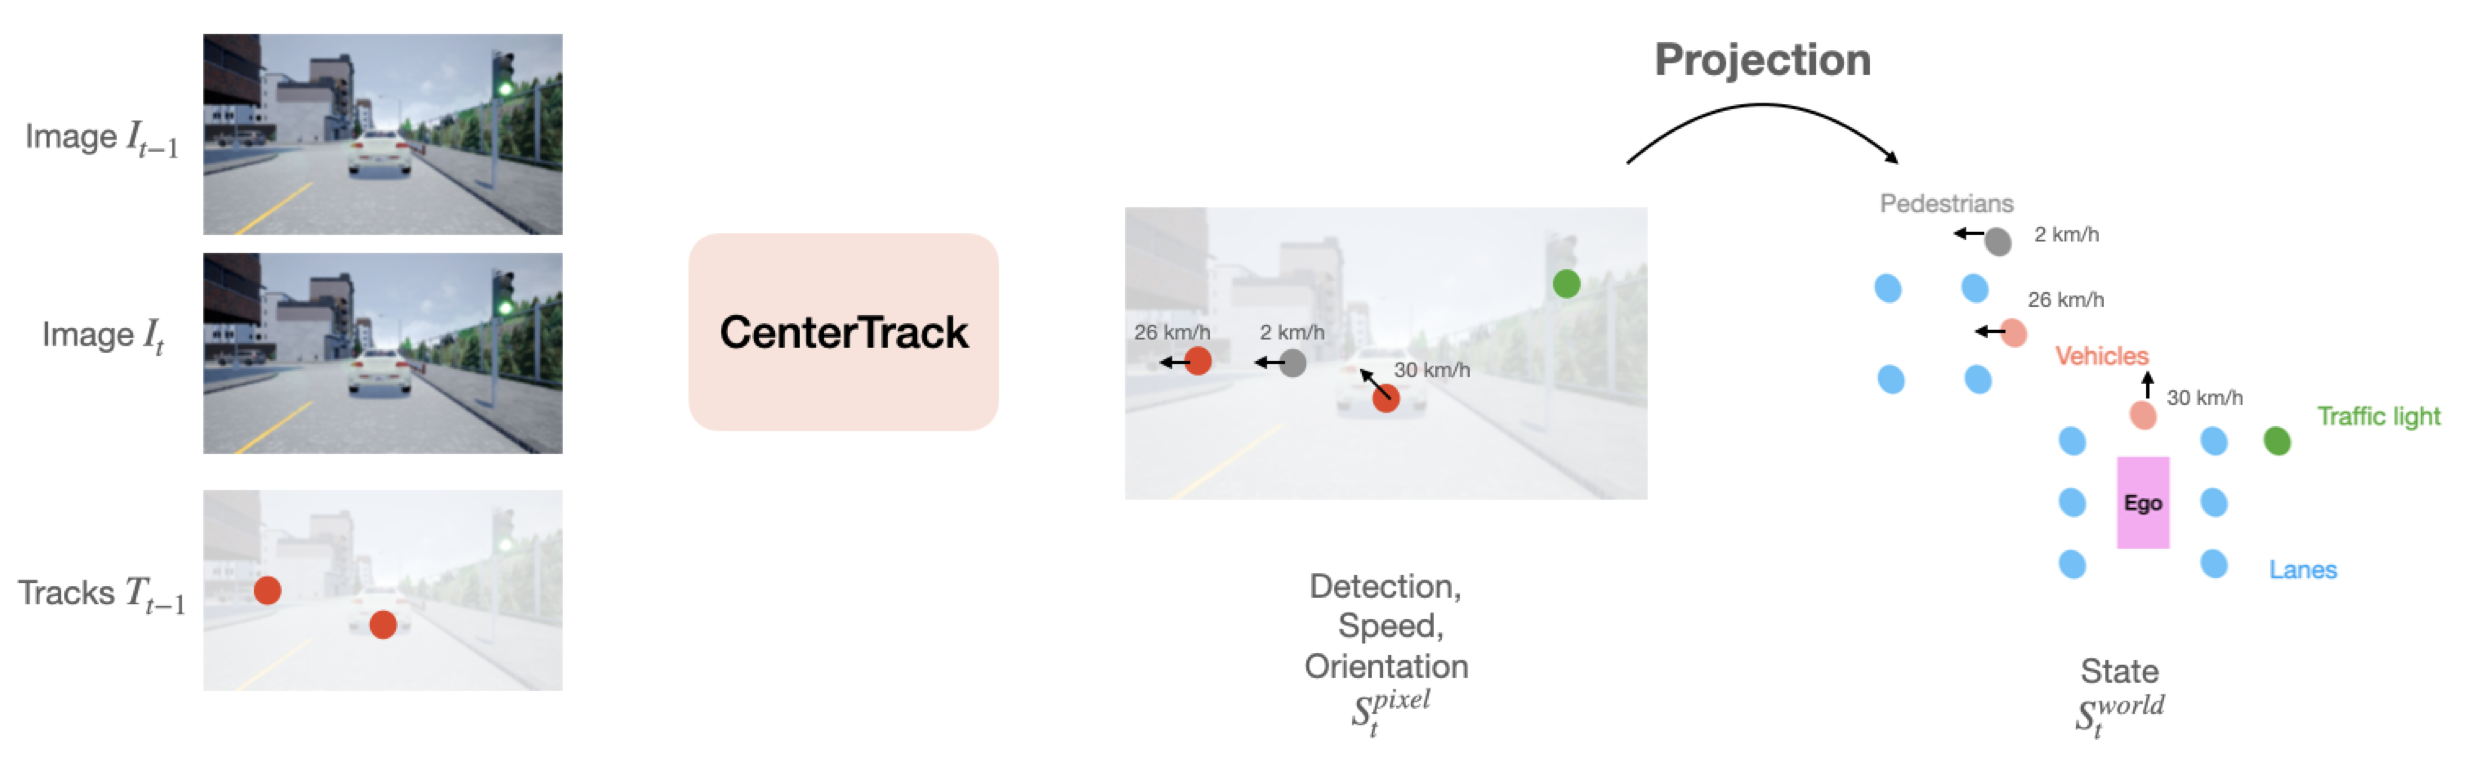 Image I_{t-1}
Image I_t
Tracks T_{t-1}
CenterTrack
26 km/h
2 km/h
30 km/h
Detection,
Speed,
Orientation
S_t^{pixel}
Projection
Pedestrians
2 km/h
26 km/h
Vehicles
30 km/h
Traffic light
Ego
Lanes
State
S_t^{world}